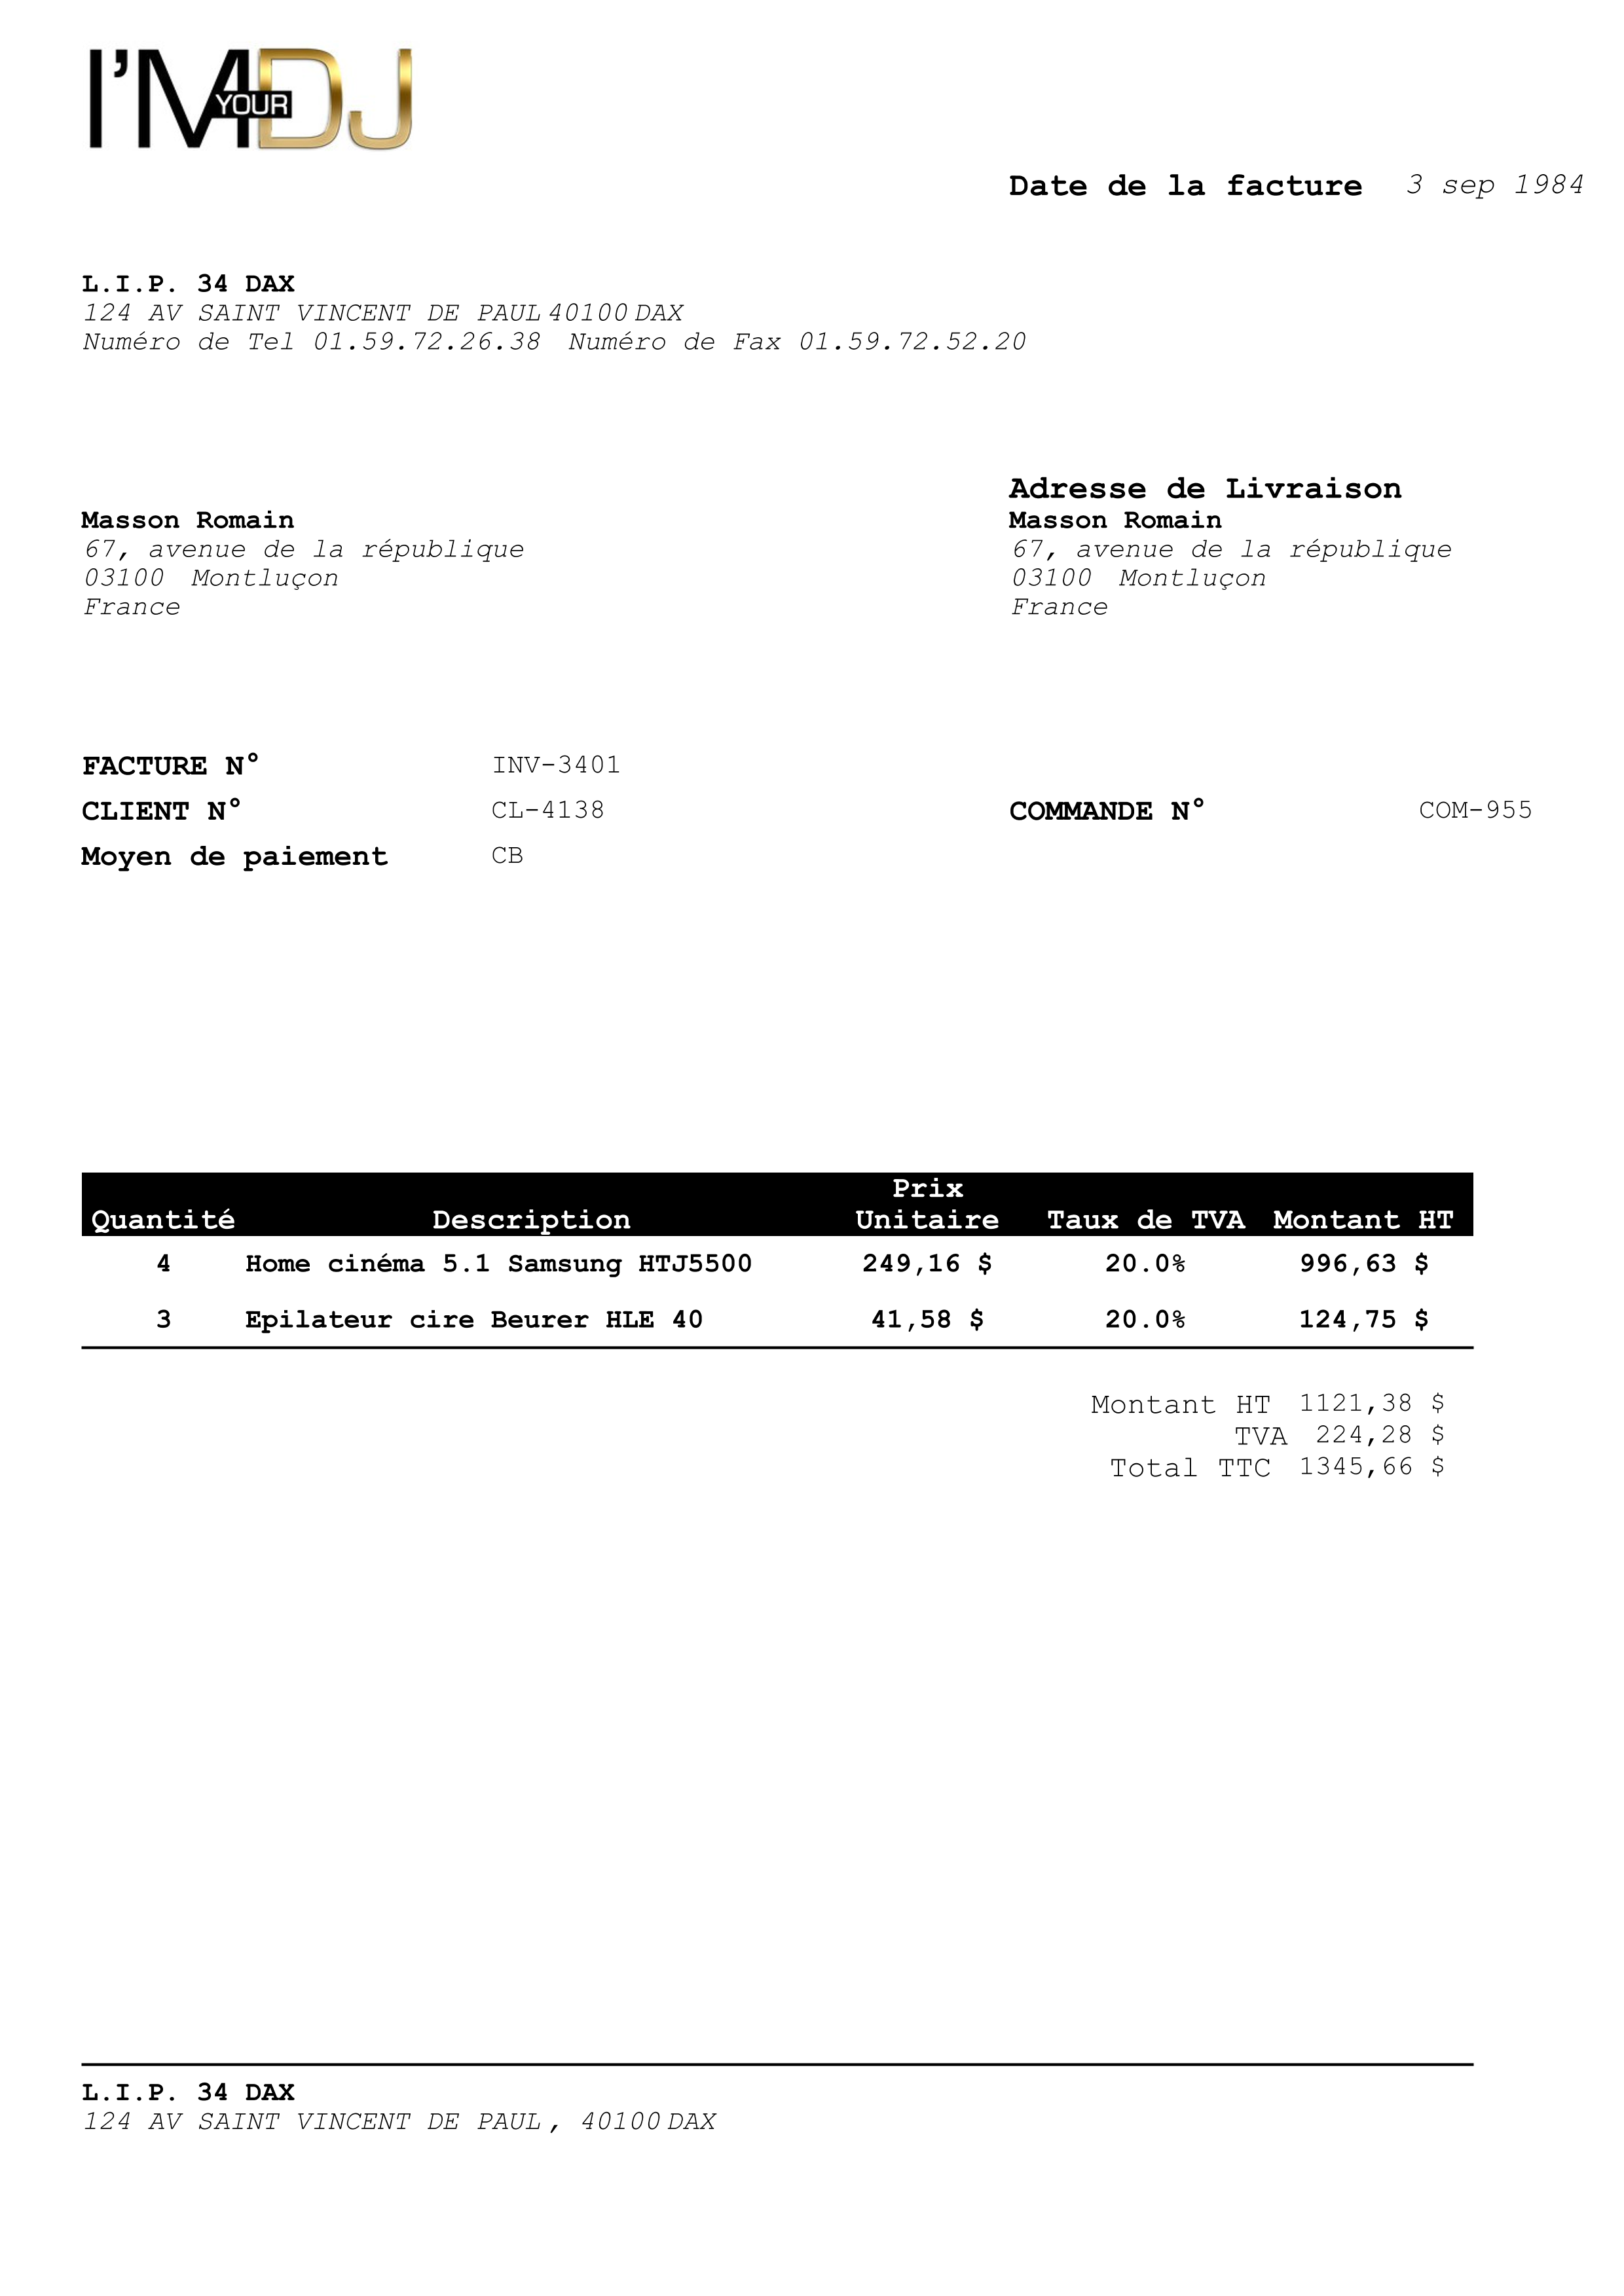 I'M YOUR DJ
Date de la facture 3 sep 1984
L.I.P. 34 DAX
124 AV SAINT VINCENT DE PAUL 40100 DAX
Numéro de Tel 01.59.72.26.38 Numéro de Fax 01.59.72.52.20
Adresse de Livraison
Masson Romain
67, avenue de la république
03100 Montluçon
France
Masson Romain
67, avenue de la république
03100 Montluçon
France
FACTURE N° INV-3401
CLIENT N° CL-4138 COMMANDE N° COM-955
Moyen de paiement CB
Quantité Description Prix Unitaire Taux de TVA Montant HT
4 Home cinéma 5.1 Samsung HTJ5500 249,16 $ 20.0% 996,63 $
3 Epilateur cire Beurer HLE 40 41,58 $ 20.0% 124,75 $
Montant HT 1121,38 $
TVA 224,28 $
Total TTC 1345,66 $
L.I.P. 34 DAX
124 AV SAINT VINCENT DE PAUL , 40100 DAX